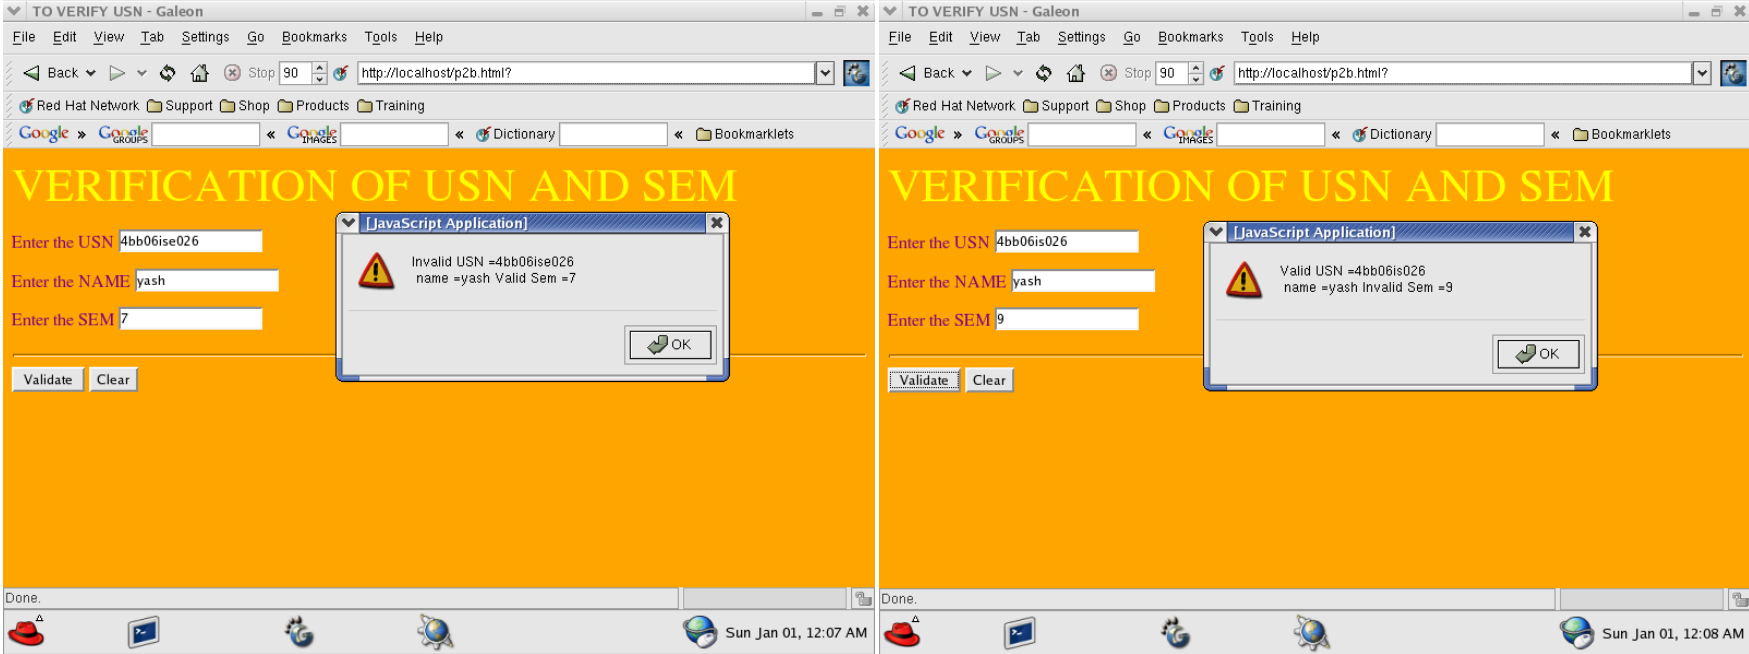 TO VERIFY USN - Galeon
File Edit View Tab Settings Go Bookmarks Tools Help
Back Stop 90 http://localhost/p2b.html?
Red Hat Network Support Shop Products Training
Google » Google GROUPS « Google IMAGES « Dictionary « Bookmarklets
VERIFICATION OF USN AND SEM
[JavaScript Application]
Enter the USN 4bb06ise026
Invalid USN =4bb06ise026
name =yash Valid Sem =7
Enter the NAME yash
Enter the SEM 7
OK
Validate Clear
Done.
Sun Jan 01, 12:07 AM
TO VERIFY USN - Galeon
File Edit View Tab Settings Go Bookmarks Tools Help
Back Stop 90 http://localhost/p2b.html?
Red Hat Network Support Shop Products Training
Google » Google GROUPS « Google IMAGES « Dictionary « Bookmarklets
VERIFICATION OF USN AND SEM
[JavaScript Application]
Enter the USN 4bb06is026
Valid USN =4bb06is026
name =yash Invalid Sem =9
Enter the NAME yash
Enter the SEM 9
OK
Validate Clear
Done.
Sun Jan 01, 12:08 AM